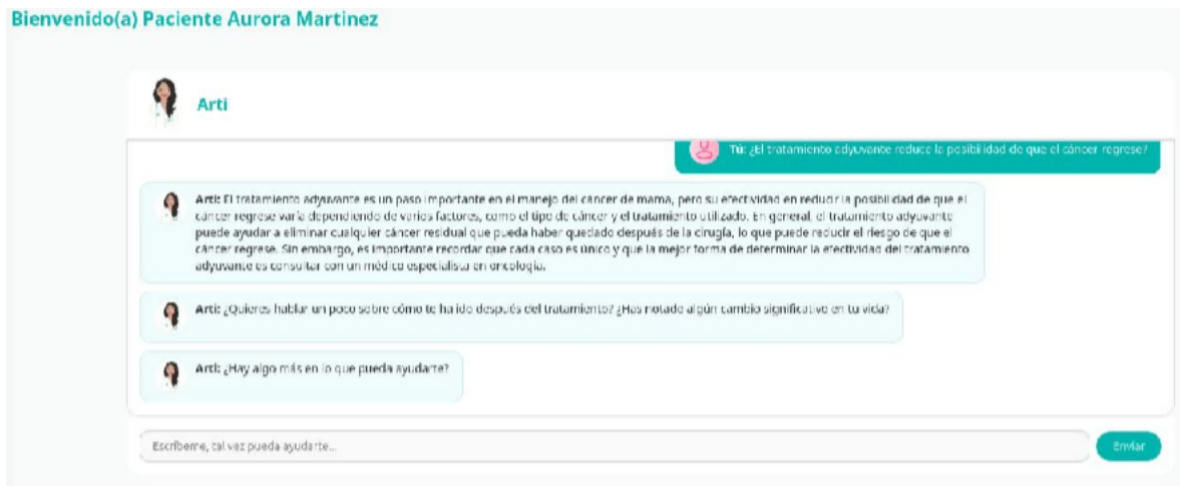 Bienvenido(a) Paciente Aurora Martinez
Arti
Tú: ¿El tratamiento adyuvante reduce la posibilidad de que el cáncer regrese?
Arti: El tratamiento adyuvante es un paso importante en el manejo del cáncer de mama, pero su efectividad en reducir la posibilidad de que el
cáncer regrese varía dependiendo de varios factores, como el tipo de cáncer y el tratamiento utilizado. En general, el tratamiento adyuvante
puede ayudar a eliminar cualquier cáncer residual que pueda haber quedado después de la cirugía, lo que puede reducir el riesgo de que el
cáncer regrese. Sin embargo, es importante recordar que cada caso es único y que la mejor forma de determinar la efectividad del tratamiento
adyuvante es consultar con un médico especialista en oncología.
Arti: ¿Quieres hablar un poco sobre cómo te ha ido después del tratamiento? ¿Has notado algún cambio significativo en tu vida?
Arti: ¿Hay algo más en lo que pueda ayudarte?
Escríbeme, tal vez pueda ayudarte...
Enviar